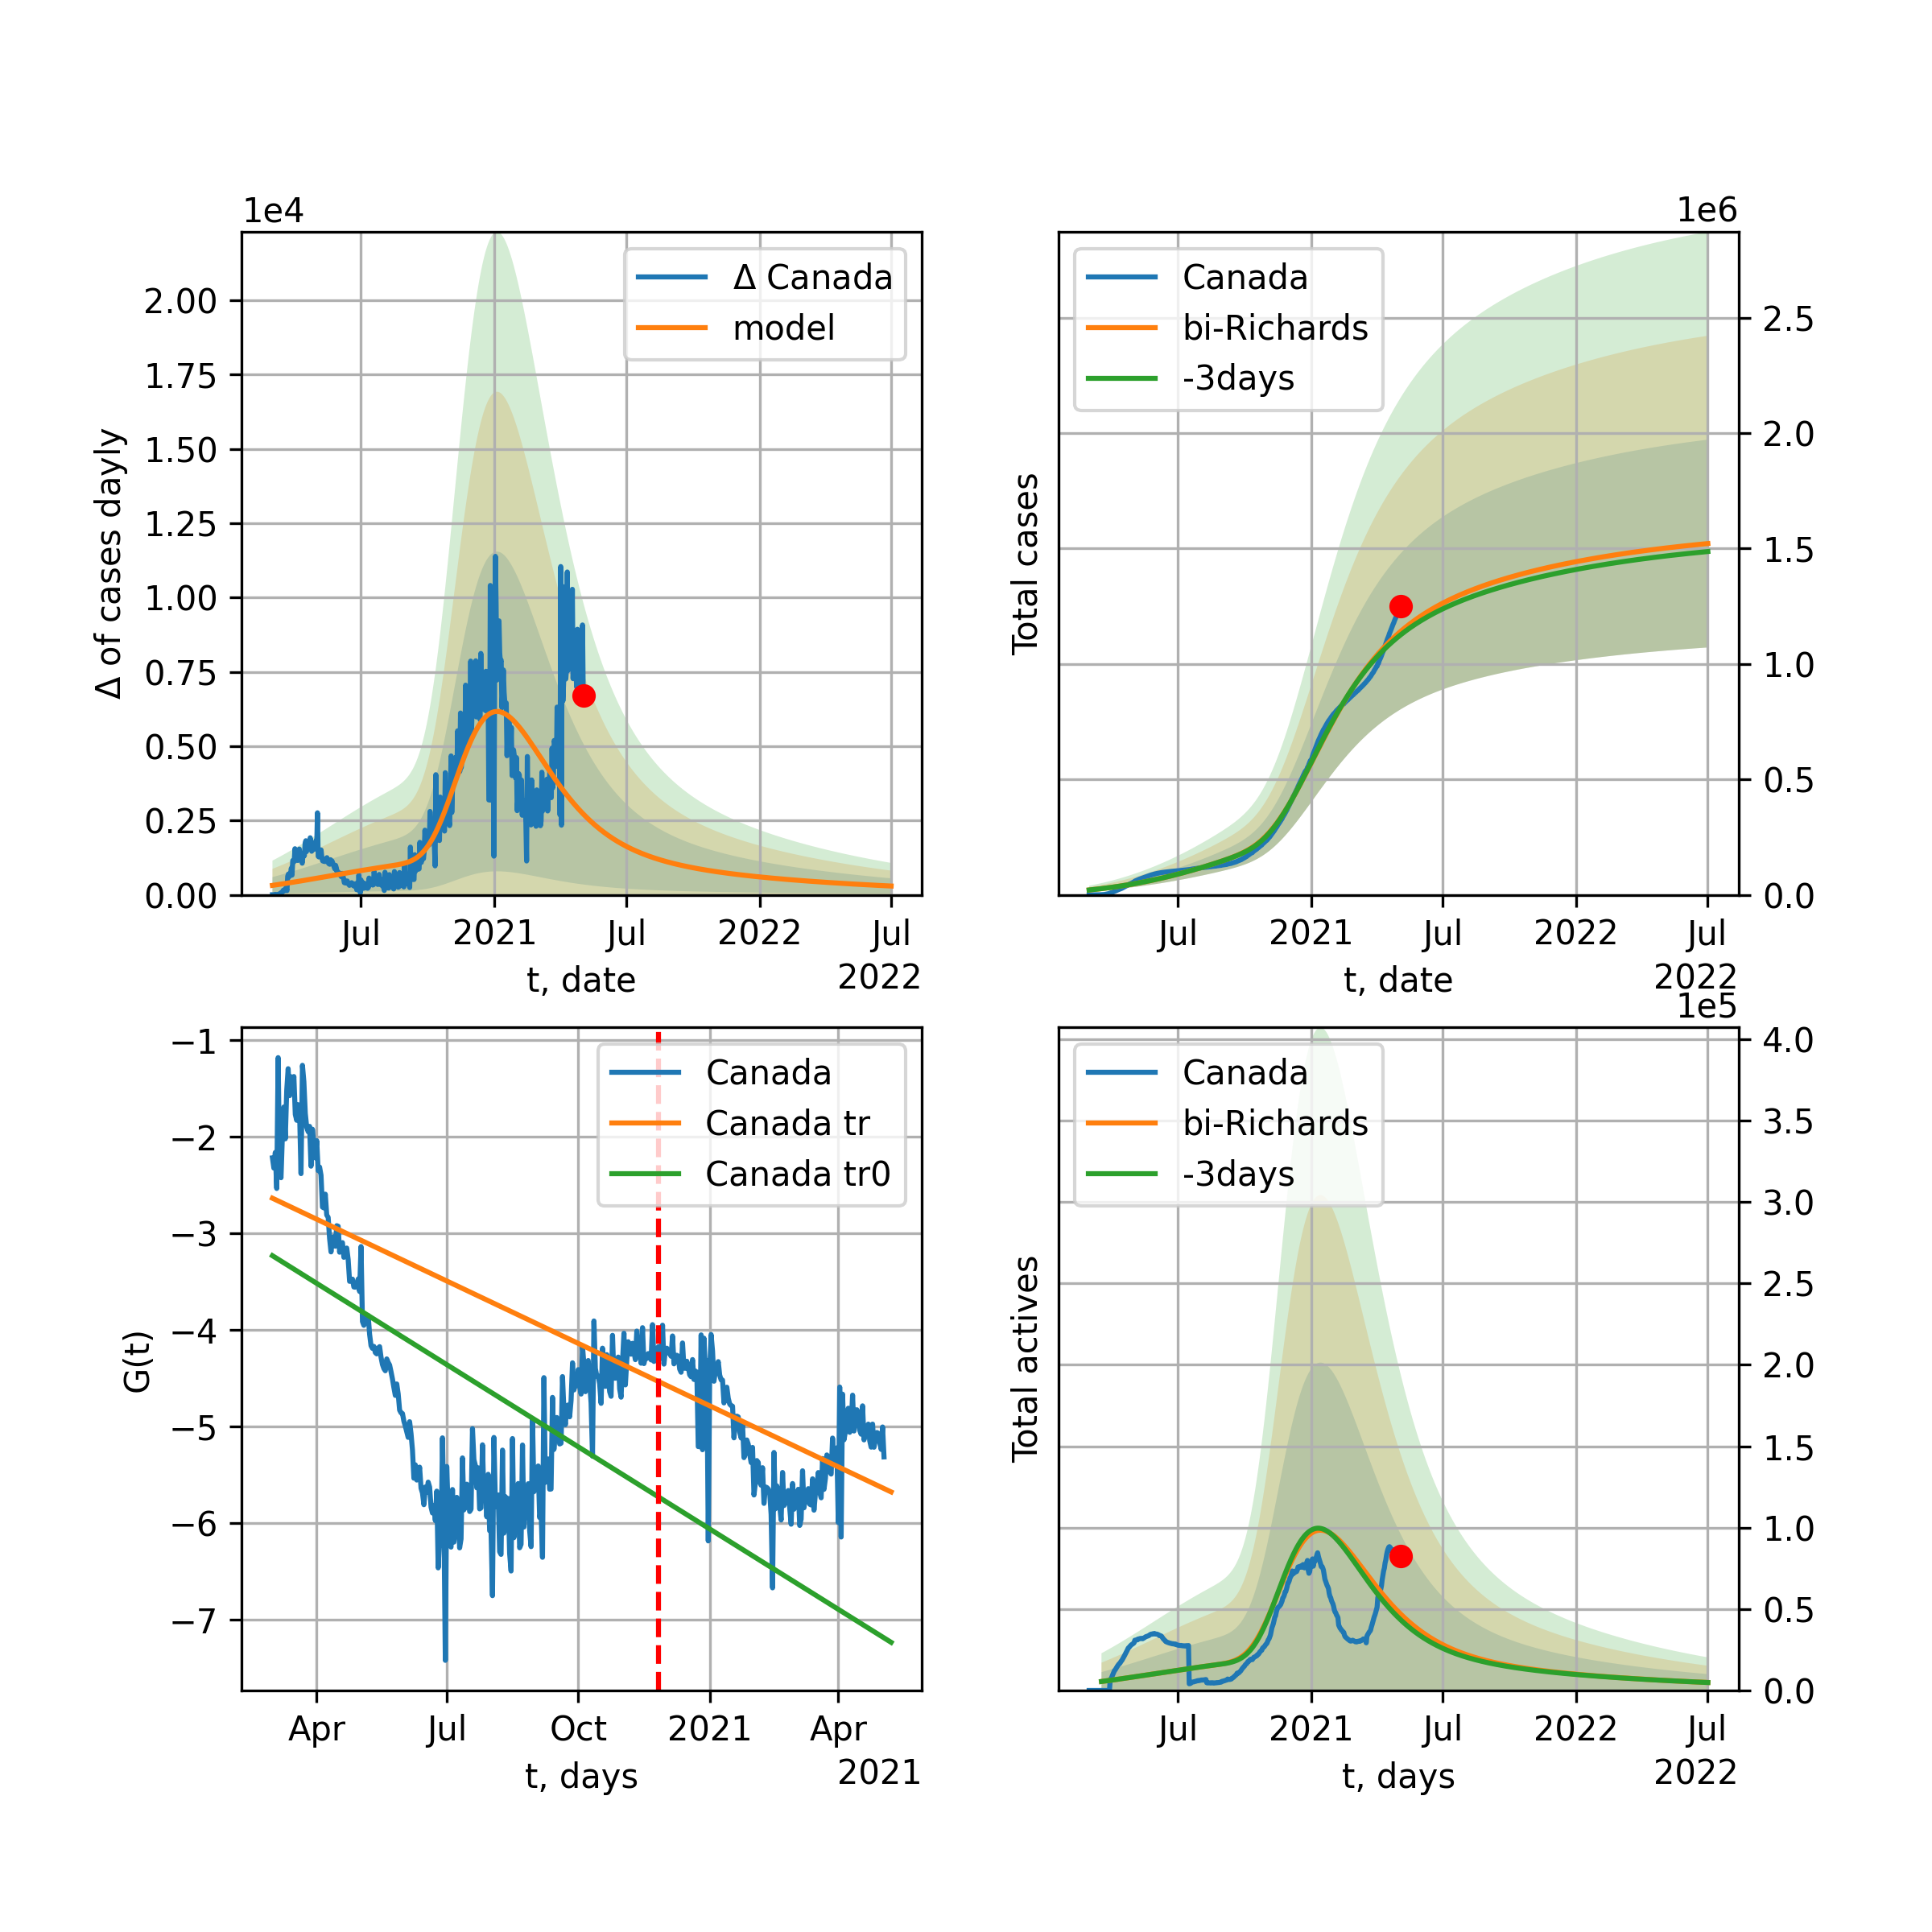 1e4
Δ of cases dayly
2.00
1.75
1.50
1.25
1.00
0.75
0.50
0.25
0.00
Δ Canada
model
Jul 2021 Jul 2022 Jul
2022
t, date
1e6
Total cases
Canada
bi-Richards
-3days
2.5
2.0
1.5
1.0
0.5
0.0
Jul 2021 Jul 2022 Jul
2022
t, date
G(t)
−1
−2
−3
−4
−5
−6
−7
Canada
Canada tr
Canada tr0
Apr Jul Oct 2021 Apr
2021
t, days
1e5
Total actives
Canada
bi-Richards
-3days
4.0
3.5
3.0
2.5
2.0
1.5
1.0
0.5
0.0
Jul 2021 Jul 2022 Jul
2022
t, days